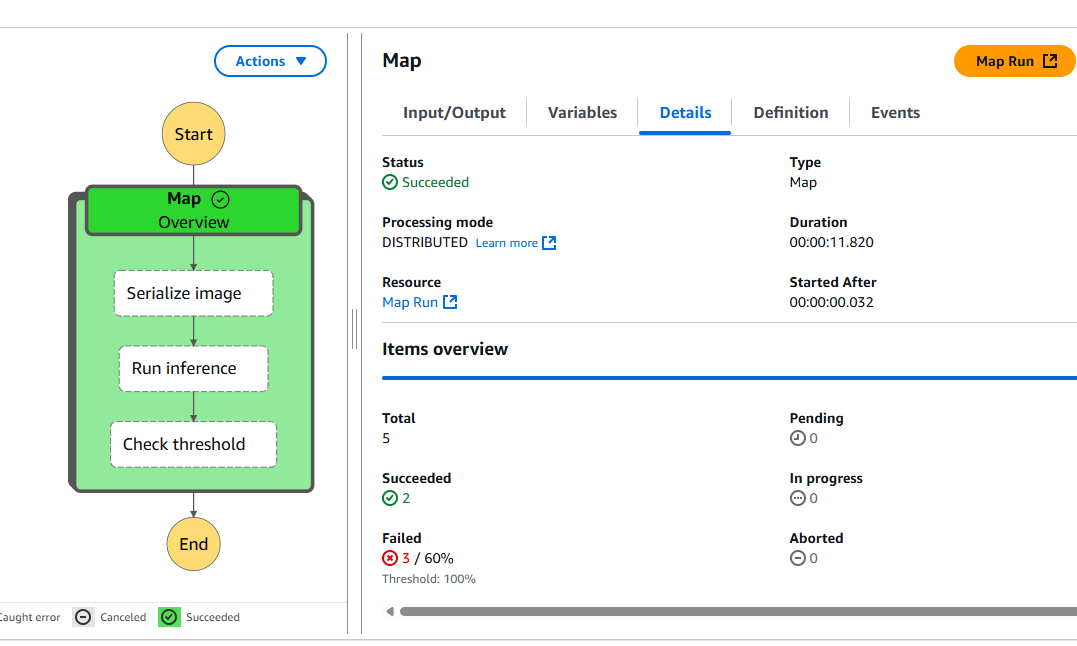 Actions
Start
Map
Overview
Serialize image
Run inference
Check threshold
End
Caught error
Canceled
Succeeded
Map
Map Run
Input/Output
Variables
Details
Definition
Events
Status
Succeeded
Type
Map
Processing mode
DISTRIBUTED Learn more
Duration
00:00:11.820
Resource
Map Run
Started After
00:00:00.032
Items overview
Total
5
Pending
0
Succeeded
2
In progress
0
Failed
3 / 60%
Threshold: 100%
Aborted
0